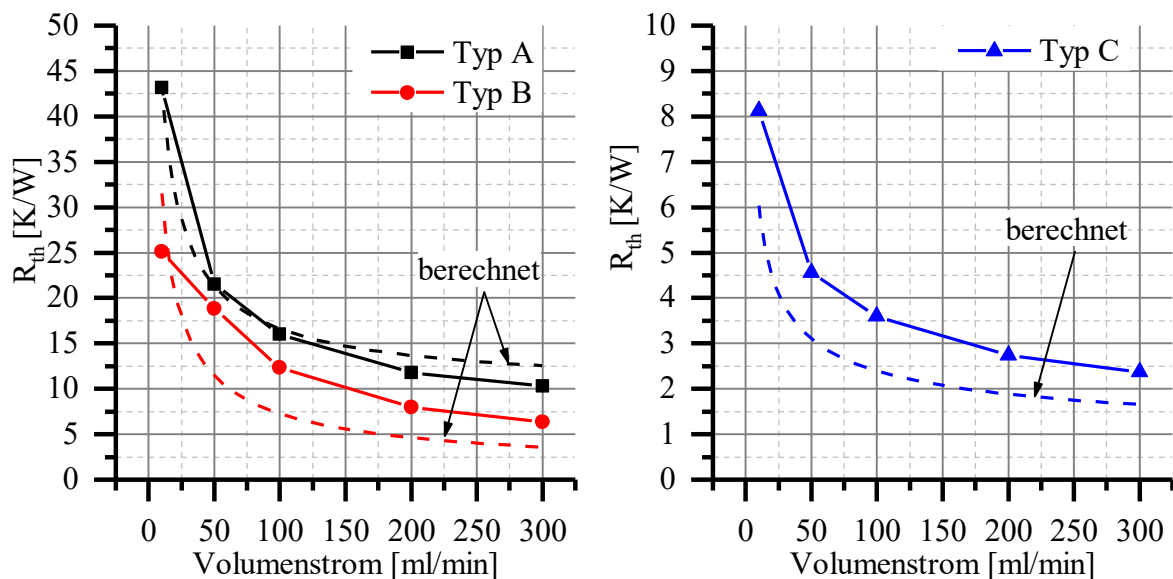 50
45
40
35
30
25
20
15
10
5
0
R_th [K/W]
Typ A
Typ B
berechnet
0 50 100 150 200 250 300
Volumenstrom [ml/min]
10
9
8
7
6
5
4
3
2
1
0
R_th [K/W]
Typ C
berechnet
0 50 100 150 200 250 300
Volumenstrom [ml/min]